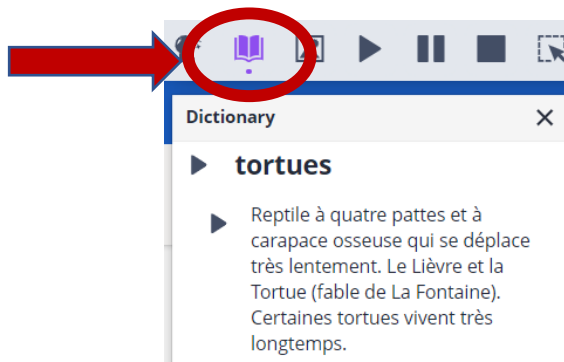 Dictionary
tortues
Reptile à quatre pattes et à
carapace osseuse qui se déplace
très lentement. Le Lièvre et la
Tortue (fable de La Fontaine).
Certaines tortues vivent très
longtemps.